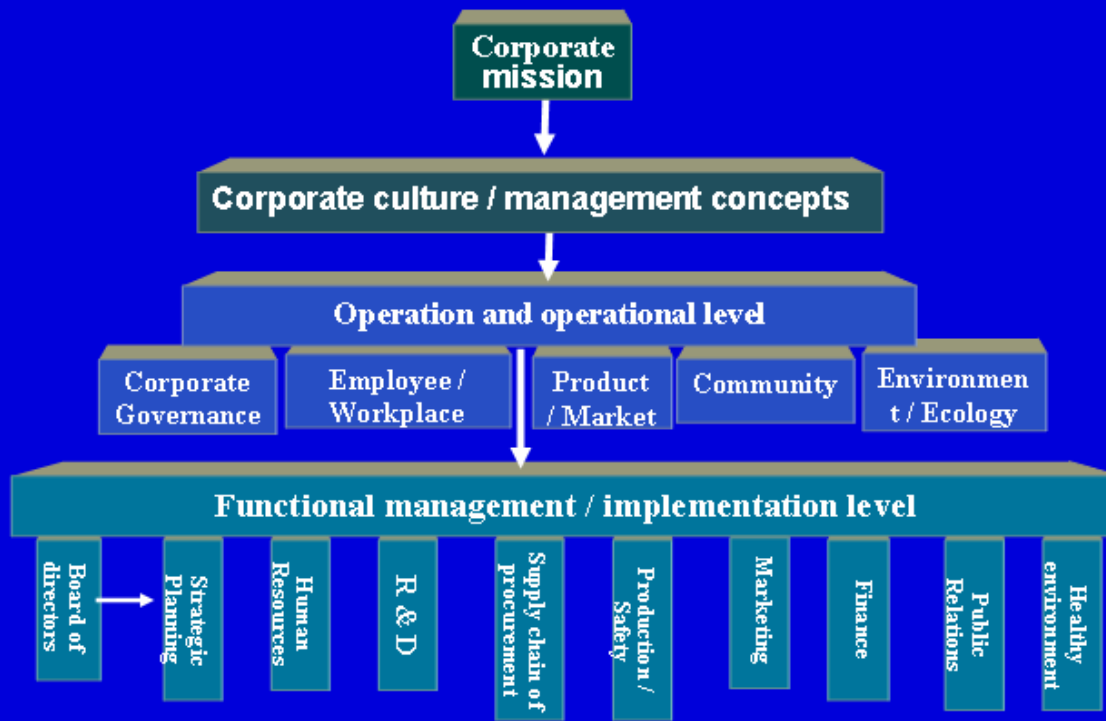 Corporate
mission
Corporate culture / management concepts
Operation and operational level
Corporate
Governance
Employee /
Workplace
Product
/ Market
Community
Environmen
t / Ecology
Functional management / implementation level
Board of
directors
Strategic
Planning
Human
Resources
R & D
Supply chain of
procurement
Production /
Safety
Marketing
Finance
Public
Relations
Healthy
environment